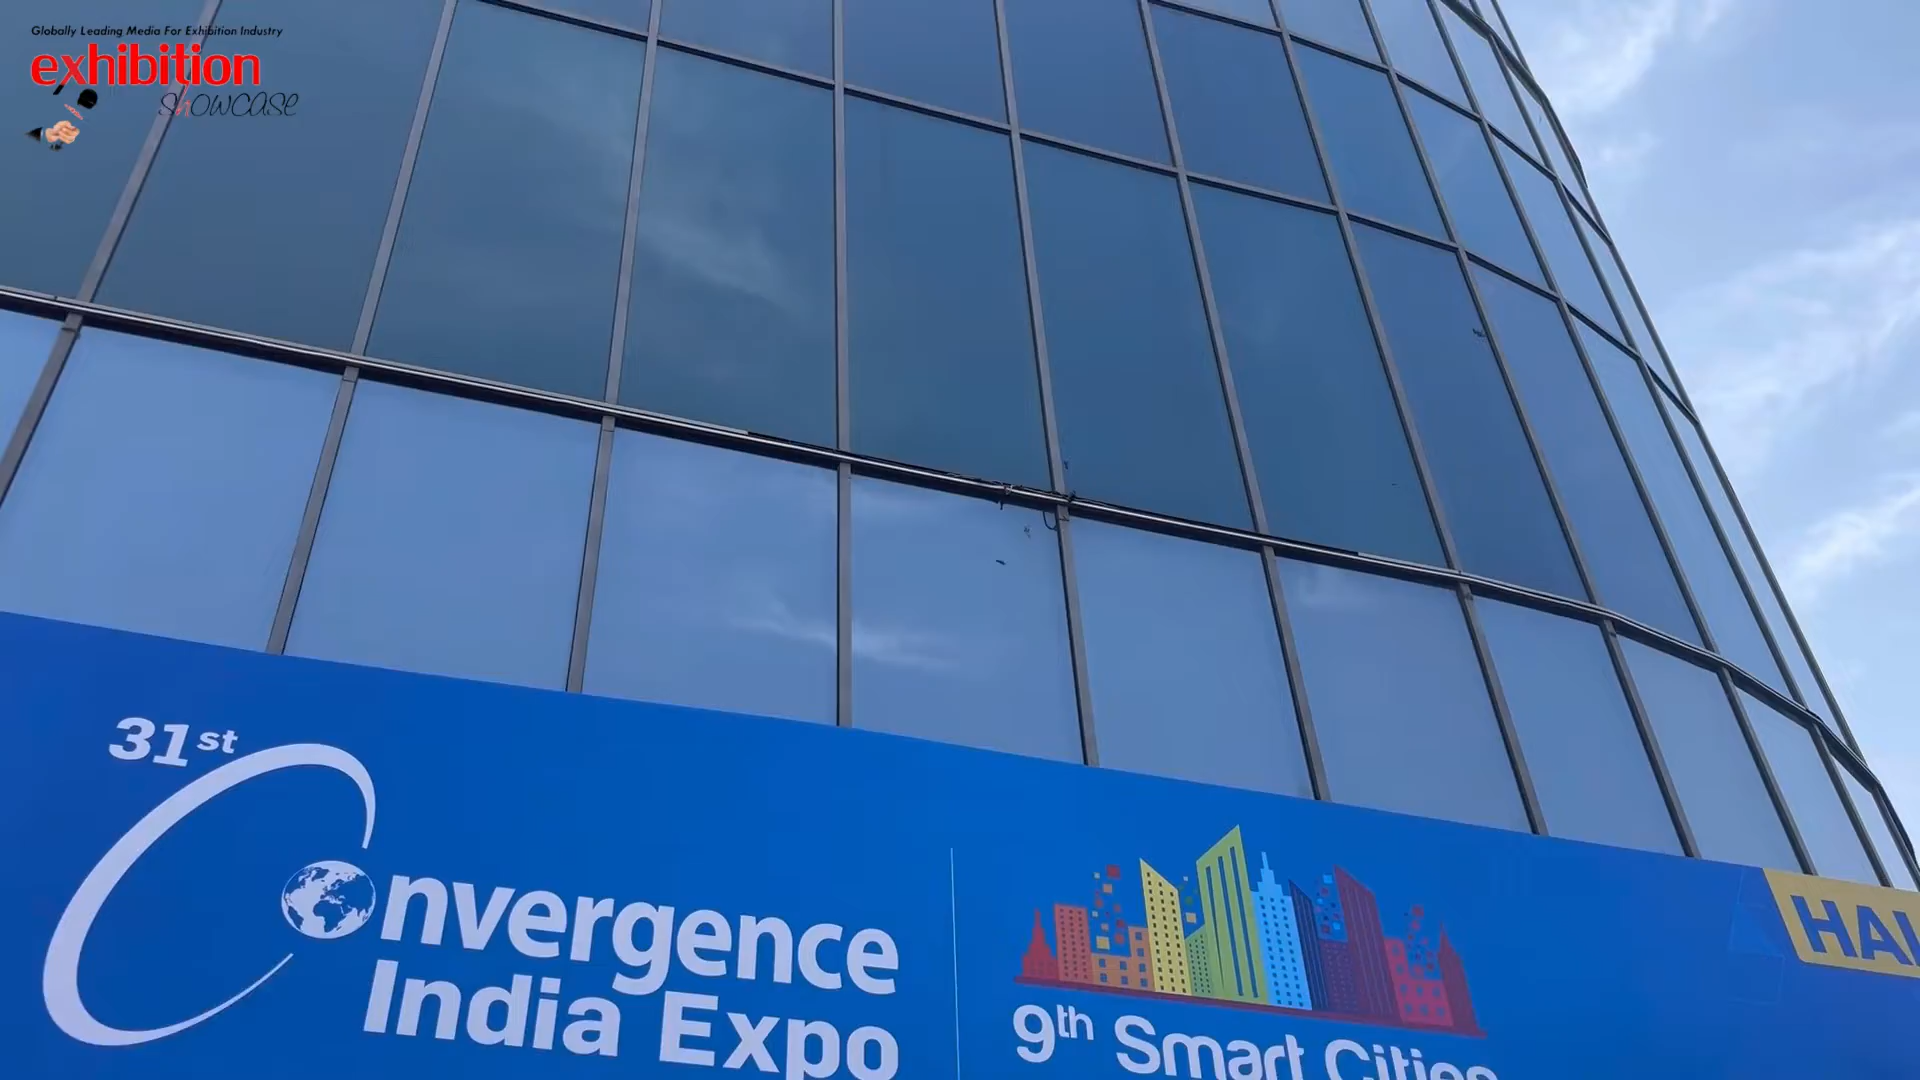 Globally Leading Media For Exhibition Industry
exhibition
showcase
31st
Convergence
India Expo
9th Smart Cities